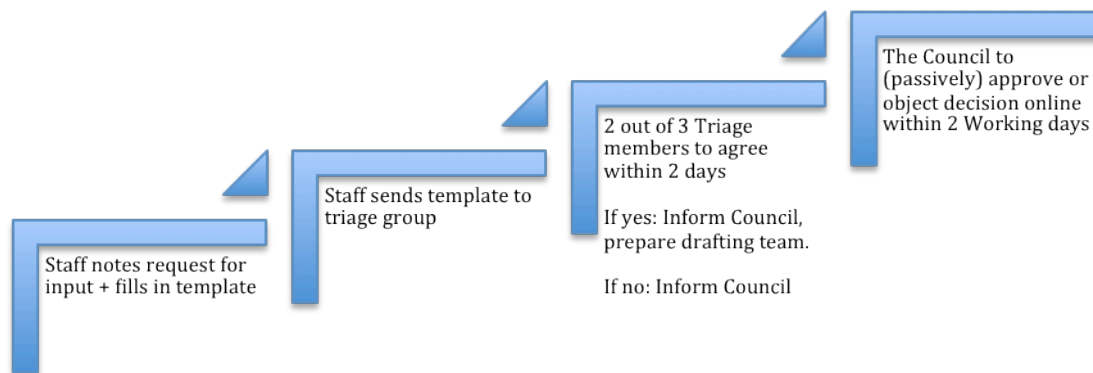 Staff notes request for
input + fills in template
Staff sends template to
triage group
2 out of 3 Triage
members to agree
within 2 days
If yes: Inform Council,
prepare drafting team.
If no: Inform Council
The Council to
(passively) approve or
object decision online
within 2 Working days